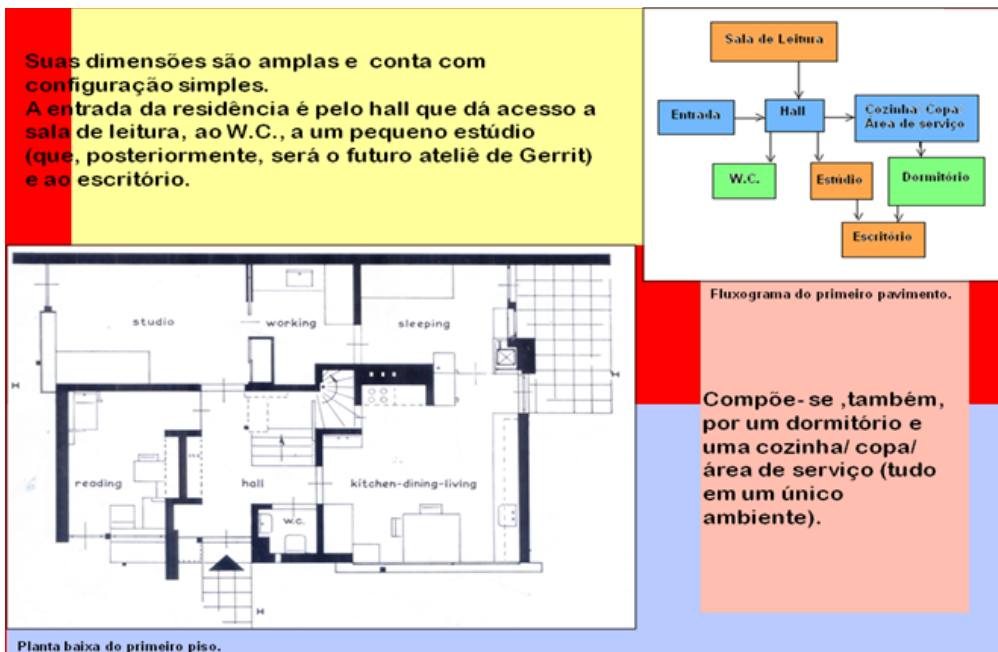 Suas dimensões são amplas e conta com
configuração simples.
A entrada da residência é pelo hall que dá acesso a
sala de leitura, ao W.C., a um pequeno estúdio
(que, posteriormente, será o futuro ateliê de Gerrit)
e ao escritório.
Sala de Leitura
Entrada
Hall
Cozinha/ Copa/
Área de serviço
W.C.
Estúdio
Dormitório
Escritório
Fluxograma do primeiro pavimento.
studio
working
sleeping
H
H
reading
hall
kitchen-dining-living
w.c.
H
Compõe- se ,também,
por um dormitório e
uma cozinha/ copa/
área de serviço (tudo
em um único
ambiente).
Planta baixa do primeiro piso.